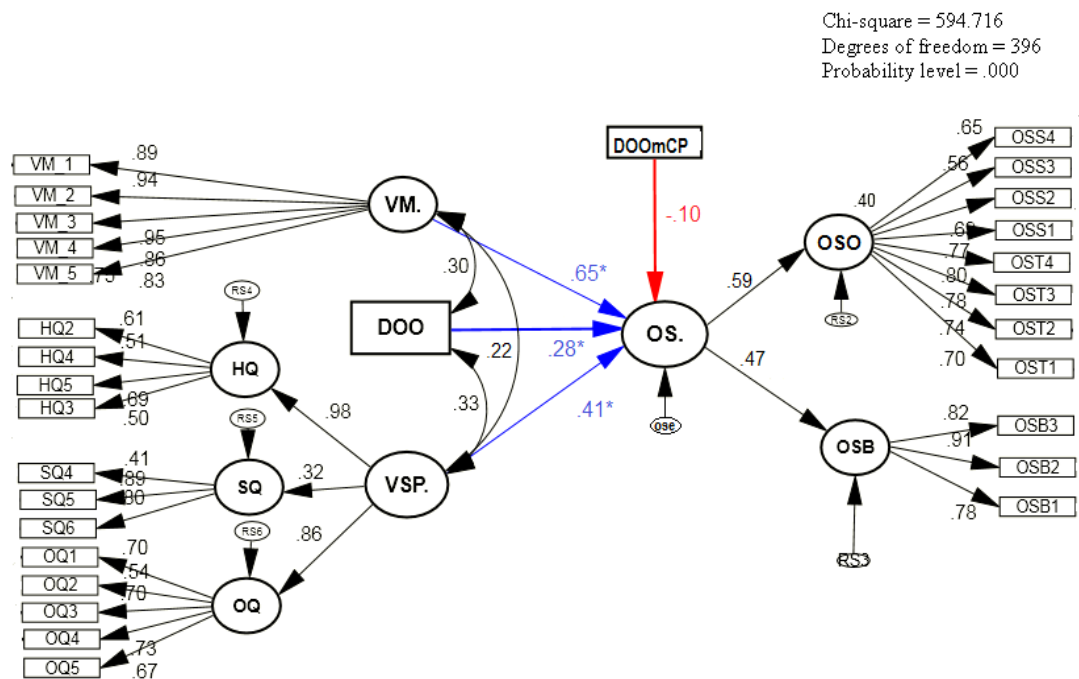 Chi-square = 594.716
Degrees of freedom = 396
Probability level = .000
DOOmCP
-.10
VM_1
VM_2
VM_3
VM_4
VM_5
.89
.94
.95
.86
.83
VM.
.30
.65*
DOO
.28*
.22
.33
.41*
OS.
ose
.59
.47
OSO
RS2
.40
.65
.56
.77
.80
.78
.74
.70
OSS4
OSS3
OSS2
OSS1
OST4
OST3
OST2
OST1
OSB
RS3
.82
.91
.78
OSB3
OSB2
OSB1
RS4
HQ
HQ2
HQ4
HQ5
HQ3
.61
.51
.69
.50
.98
VSP.
RS5
SQ
SQ4
SQ5
SQ6
.41
.89
.80
.32
RS6
OQ
OQ1
OQ2
OQ3
OQ4
OQ5
.70
.54
.70
.73
.67
.86